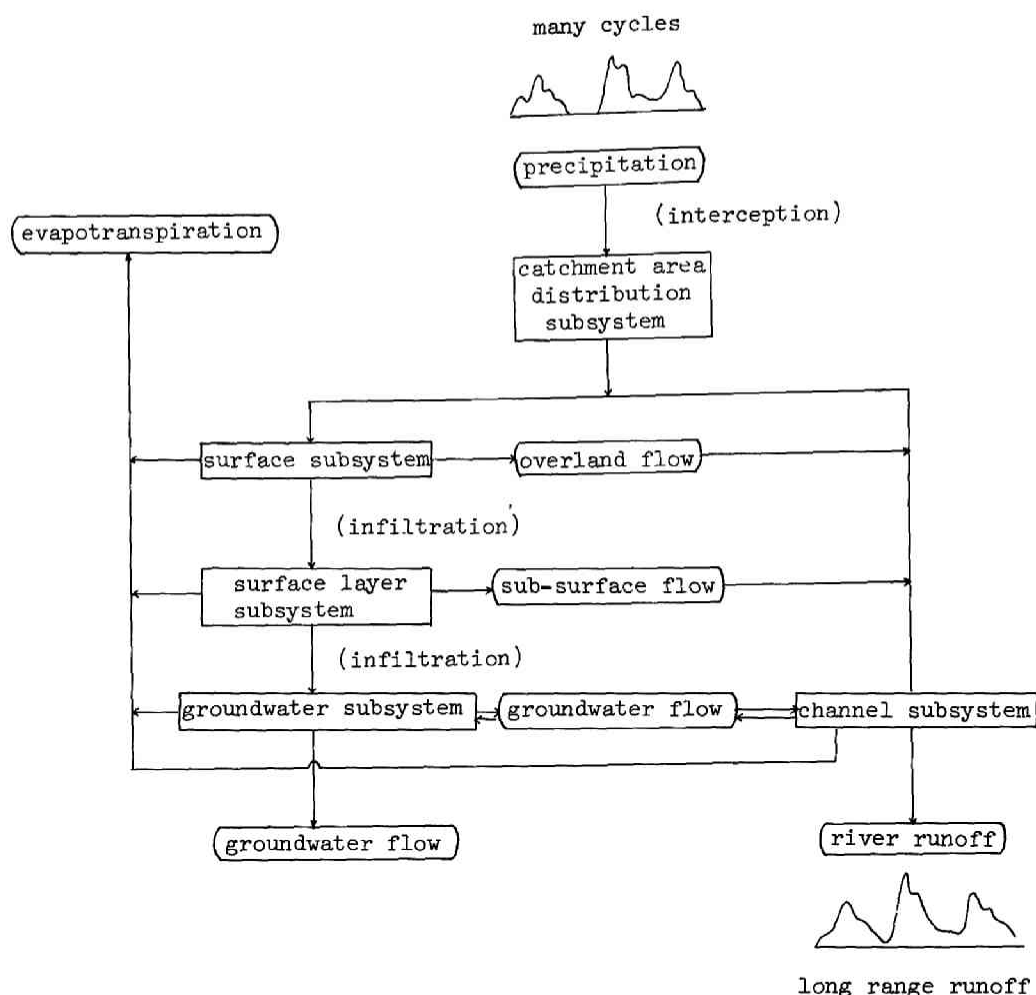 many cycles
precipitation
(interception)
evapotranspiration
catchment area
distribution
subsystem
surface subsystem
overland flow
(infiltration)
surface layer
subsystem
sub-surface flow
(infiltration)
groundwater subsystem
groundwater flow
channel subsystem
groundwater flow
river runoff
long range runoff